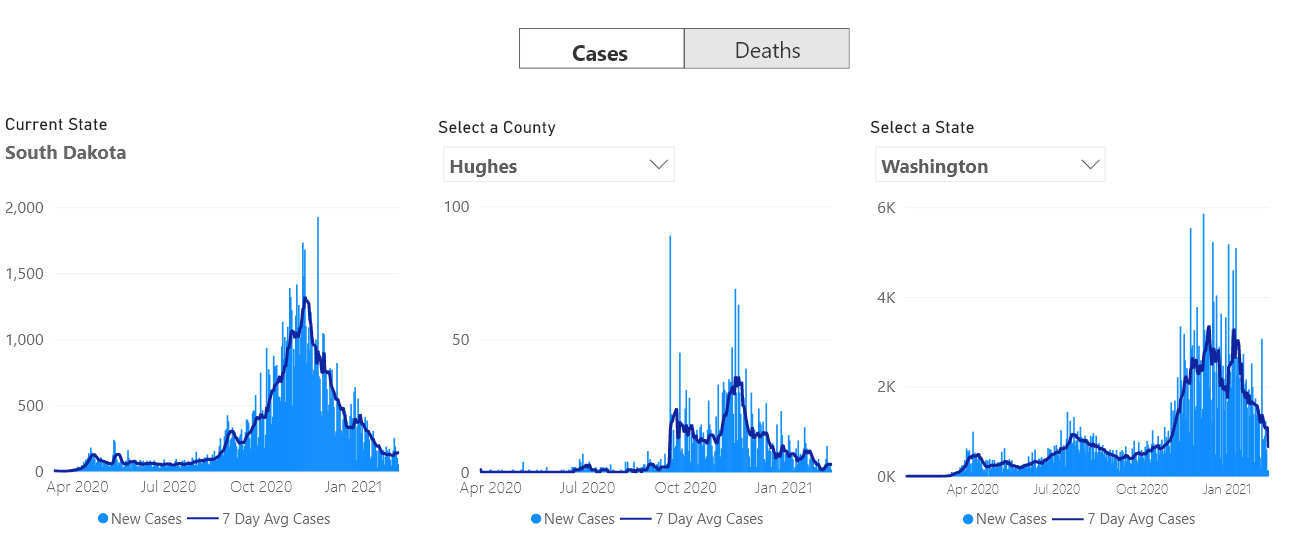 Cases
Deaths
Current State
South Dakota
2,000
1,500
1,000
500
0
Apr 2020 Jul 2020 Oct 2020 Jan 2021
New Cases 7 Day Avg Cases
Select a County
Hughes
100
50
0
Apr 2020 Jul 2020 Oct 2020 Jan 2021
New Cases 7 Day Avg Cases
Select a State
Washington
6K
4K
2K
0K
Apr 2020 Jul 2020 Oct 2020 Jan 2021
New Cases 7 Day Avg Cases